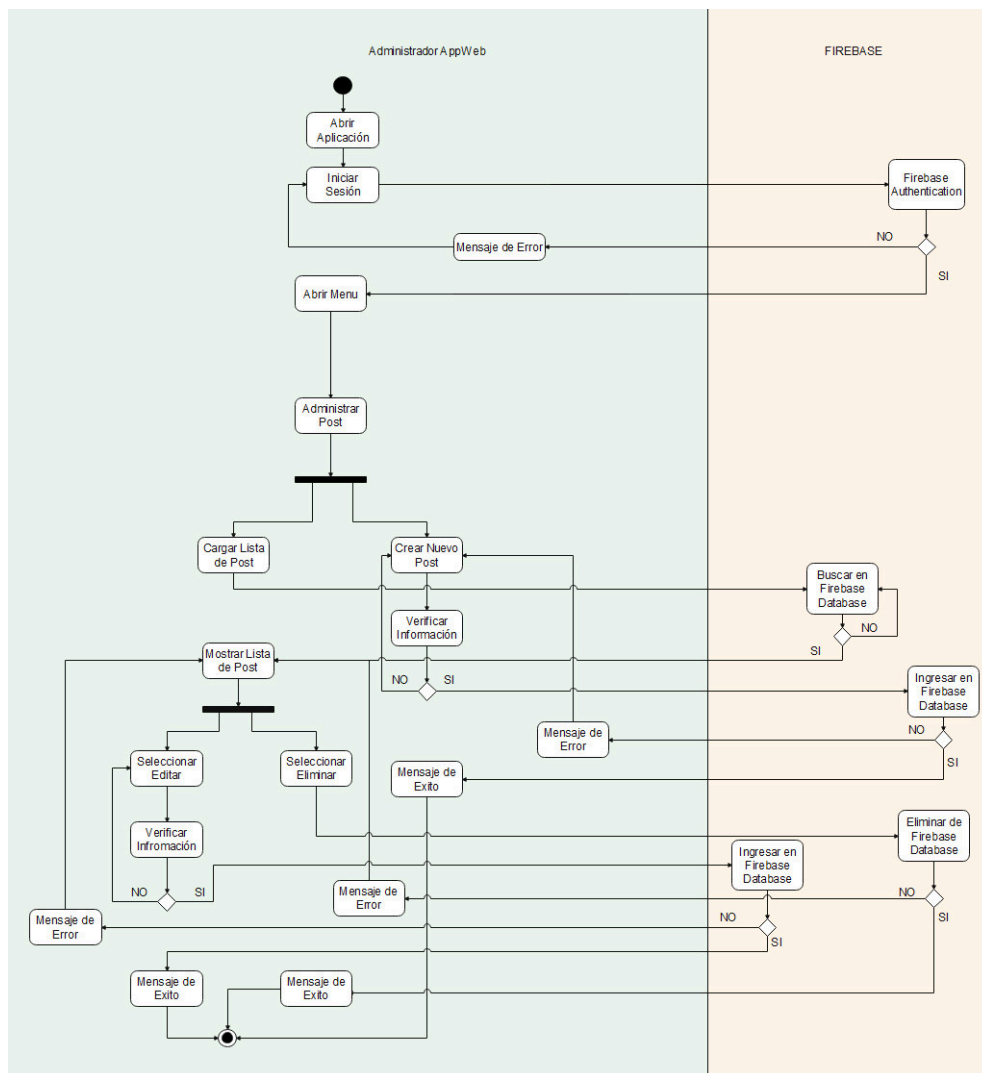 Administrador AppWeb
FIREBASE
Abrir
Aplicación
Iniciar
Sesión
Firebase
Authentication
NO
Mensaje de Error
SI
Abrir Menu
Administrar
Post
Cargar Lista
de Post
Crear Nuevo
Post
Buscar en
Firebase
Database
Verificar
Información
NO
SI
Mostrar Lista
de Post
NO
SI
Ingresar en
Firebase
Database
NO
Mensaje de
Error
SI
Seleccionar
Editar
Seleccionar
Eliminar
Mensaje de
Exito
Verificar
Infromación
Eliminar de
Firebase
Database
Ingresar en
Firebase
Database
NO
SI
Mensaje de
Error
NO
SI
Mensaje de
Error
NO
SI
Mensaje de
Exito
Mensaje de
Exito